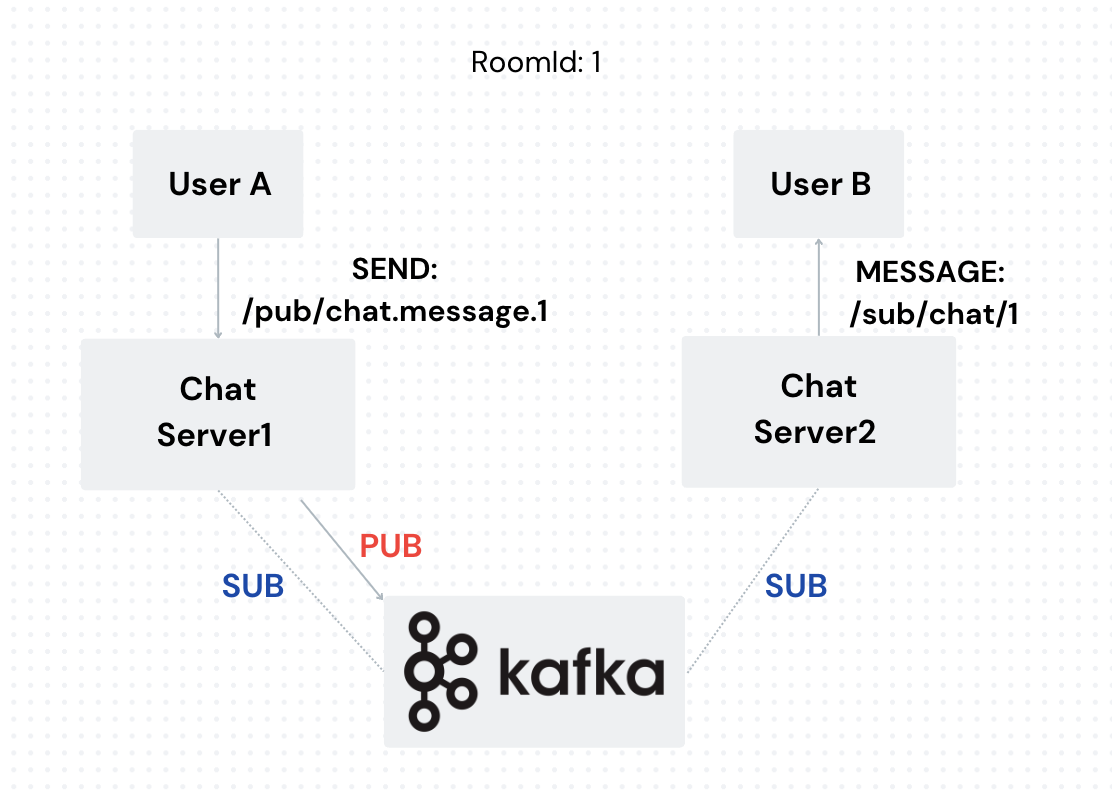 RoomId: 1
User A
User B
SEND:
/pub/chat.message.1
MESSAGE:
/sub/chat/1
Chat
Server1
Chat
Server2
PUB
SUB
SUB
kafka